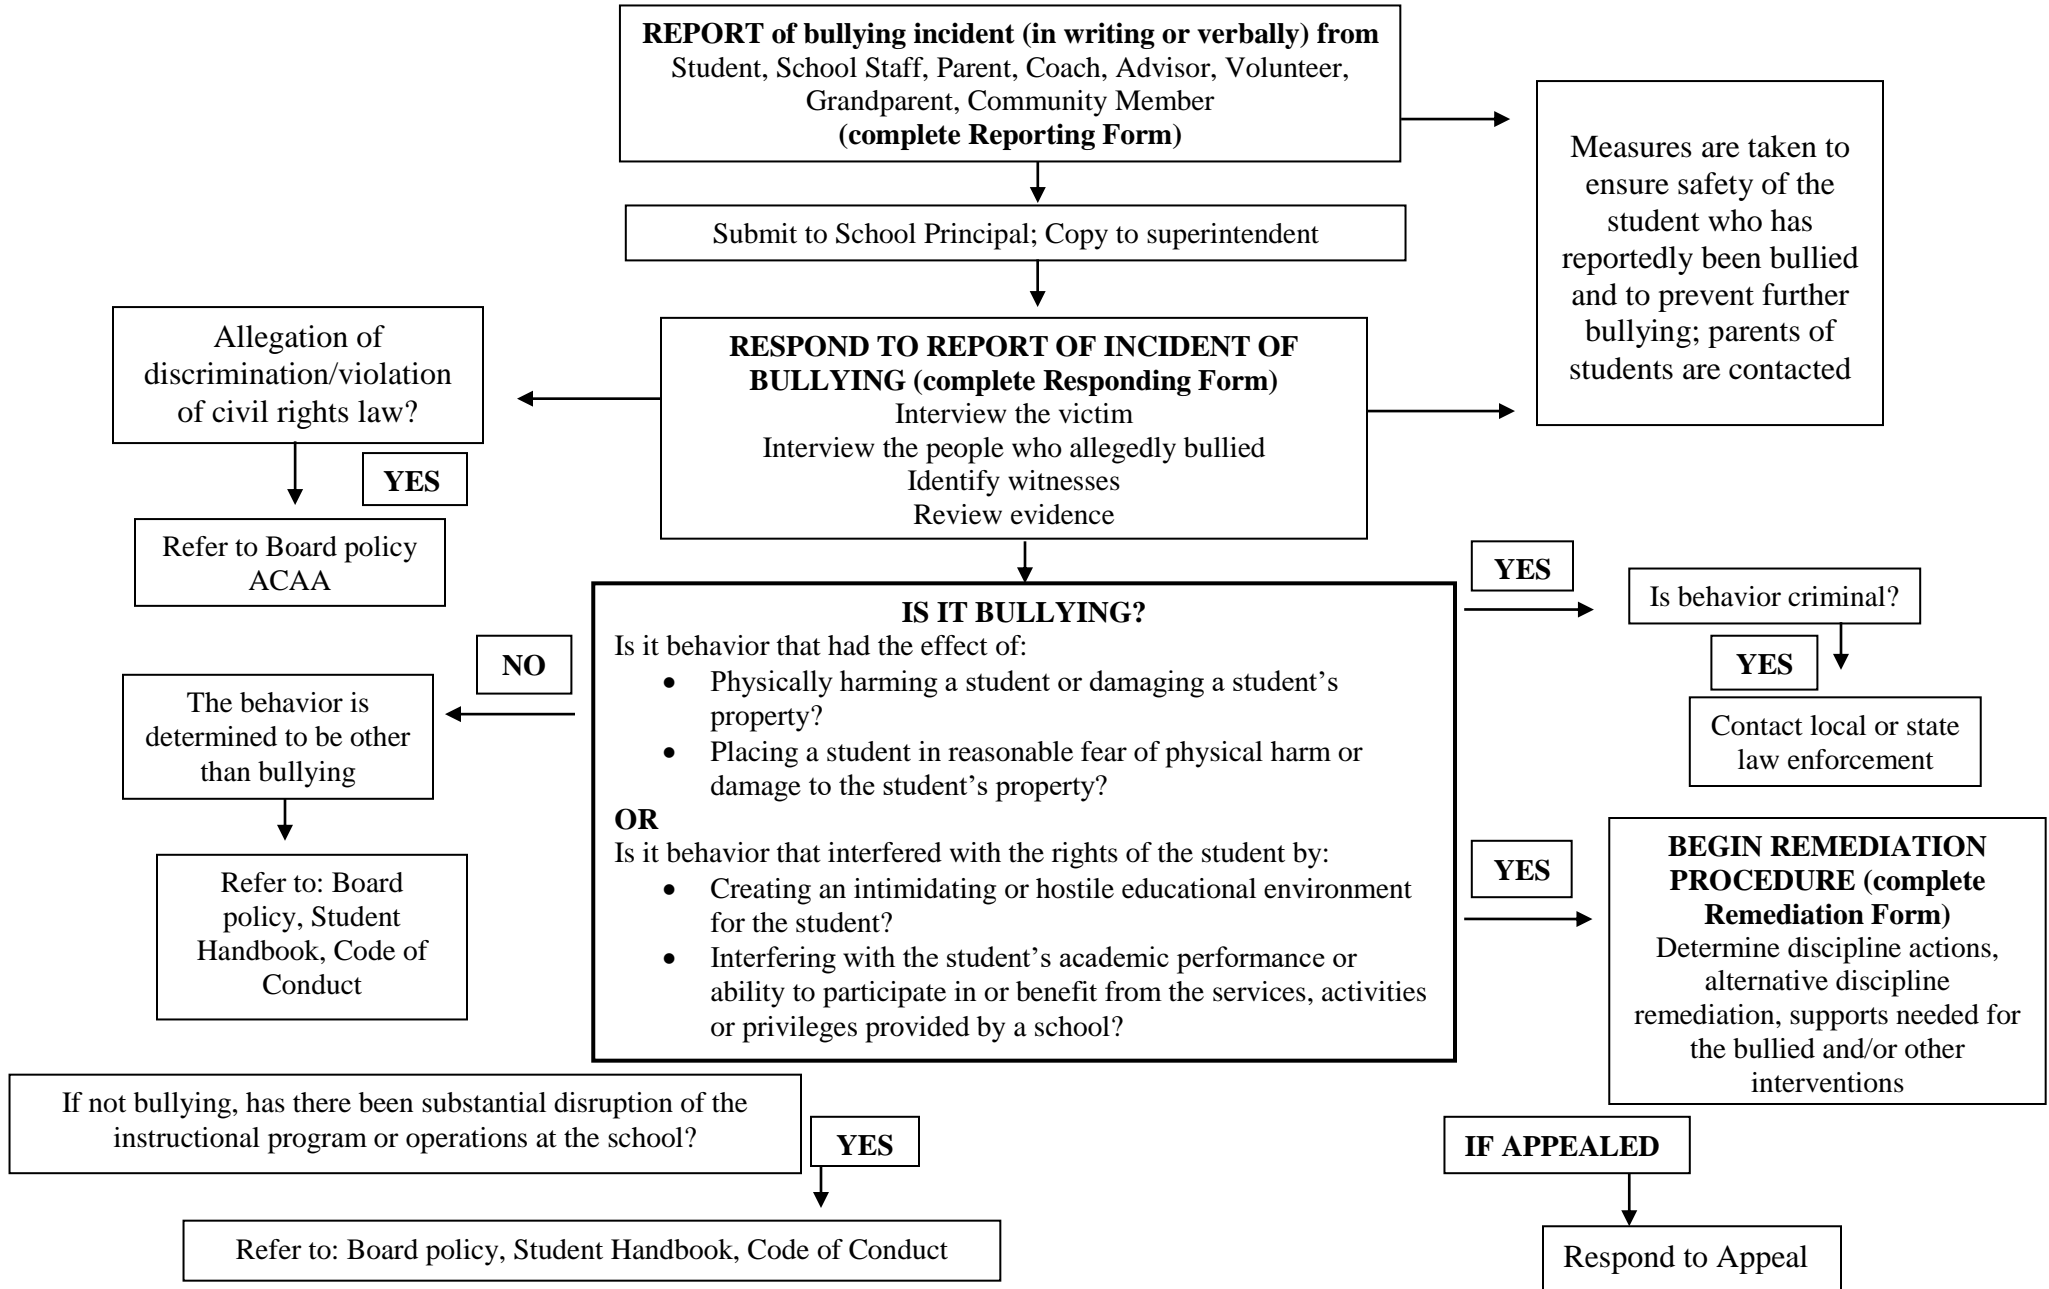 REPORT of bullying incident (in writing or verbally) from
Student, School Staff, Parent, Coach, Advisor, Volunteer,
Grandparent, Community Member
(complete Reporting Form)
Measures are taken to
ensure safety of the
student who has
reportedly been bullied
and to prevent further
bullying; parents of
students are contacted
Submit to School Principal; Copy to superintendent
Allegation of
discrimination/violation
of civil rights law?
YES
Refer to Board policy
ACAA
RESPOND TO REPORT OF INCIDENT OF
BULLYING (complete Responding Form)
Interview the victim
Interview the people who allegedly bullied
Identify witnesses
Review evidence
YES
Is behavior criminal?
YES
Contact local or state
law enforcement
NO
The behavior is
determined to be other
than bullying
Refer to: Board
policy, Student
Handbook, Code of
Conduct
IS IT BULLYING?
Is it behavior that had the effect of:
• Physically harming a student or damaging a student’s
property?
• Placing a student in reasonable fear of physical harm or
damage to the student’s property?
OR
Is it behavior that interfered with the rights of the student by:
• Creating an intimidating or hostile educational environment
for the student?
• Interfering with the student’s academic performance or
ability to participate in or benefit from the services, activities
or privileges provided by a school?
YES
BEGIN REMEDIATION
PROCEDURE (complete
Remediation Form)
Determine discipline actions,
alternative discipline
remediation, supports needed for
the bullied and/or other
interventions
If not bullying, has there been substantial disruption of the
instructional program or operations at the school?
YES
Refer to: Board policy, Student Handbook, Code of Conduct
IF APPEALED
Respond to Appeal